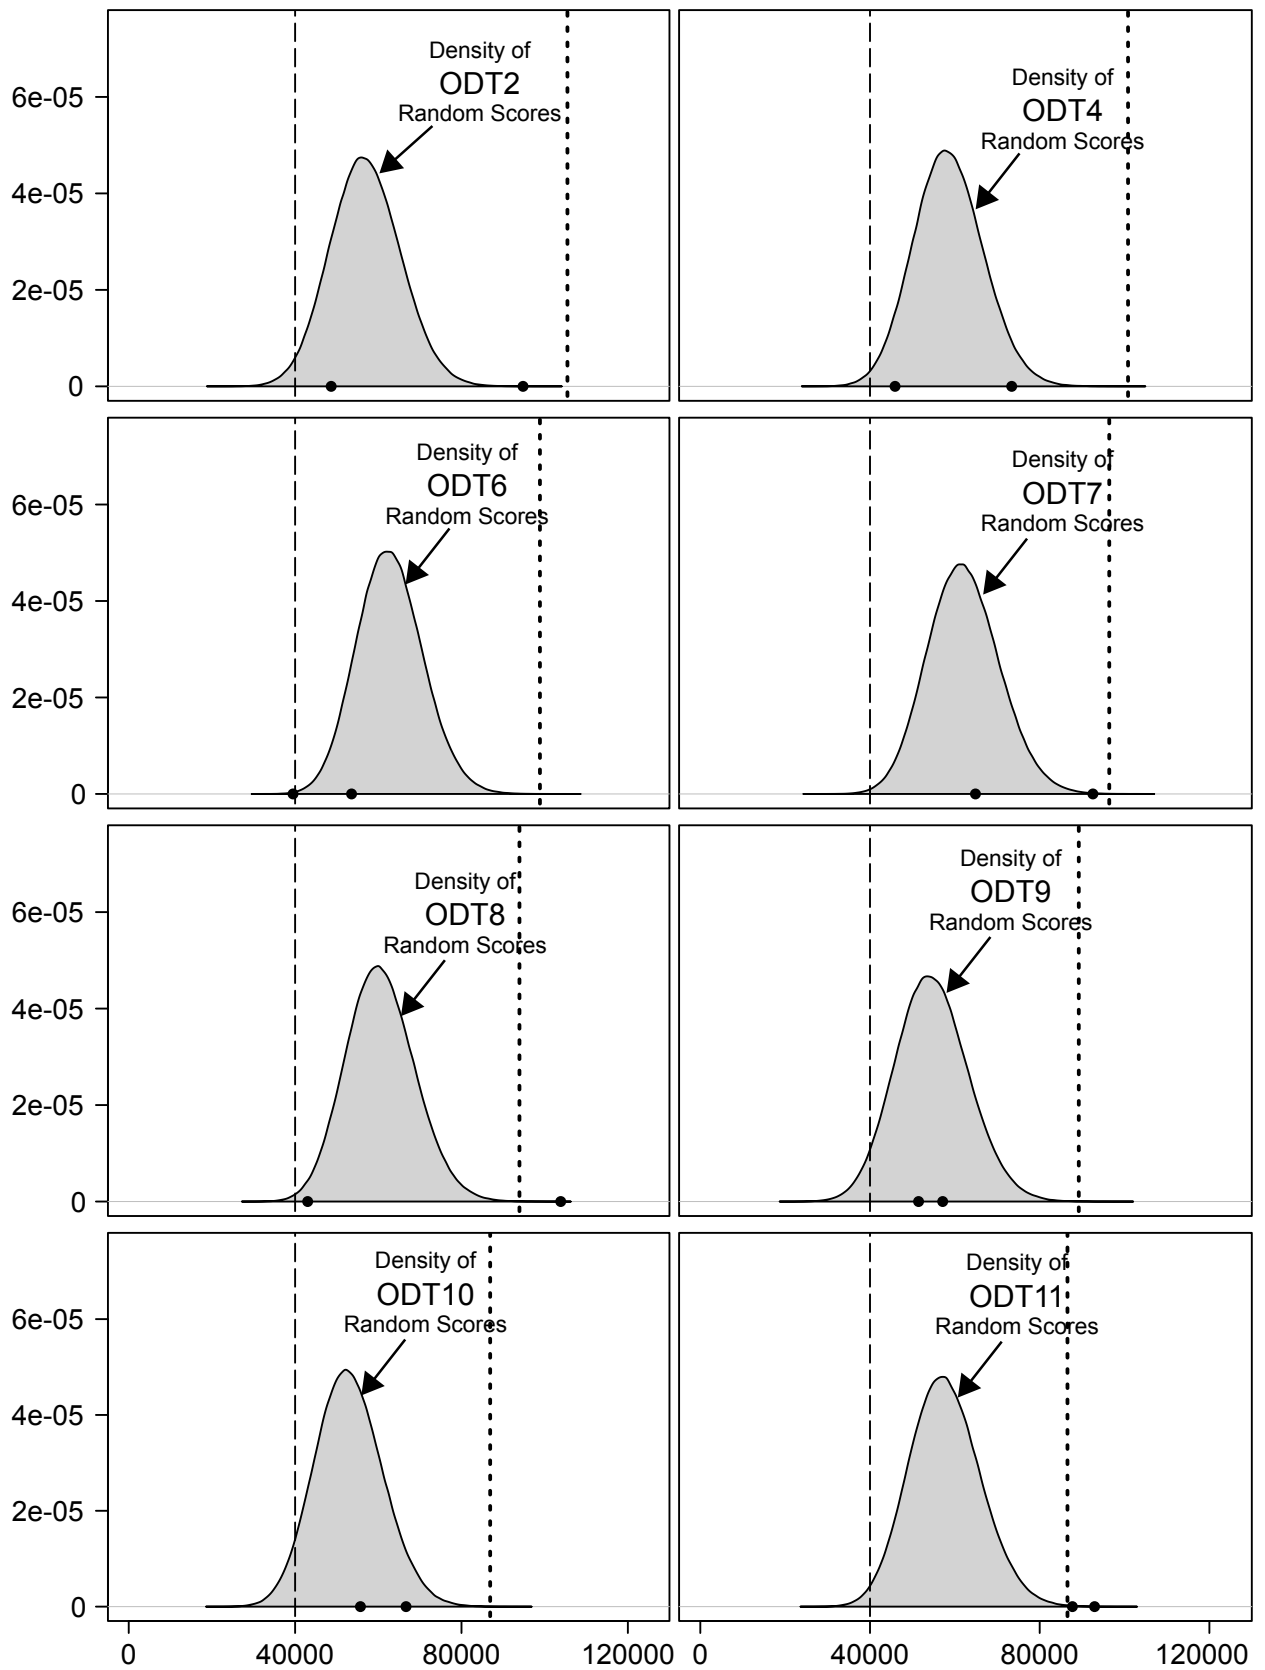 Density of
ODT2
Random Scores
6e-05
4e-05
2e-05
0
Density of
ODT4
Random Scores
Density of
ODT6
Random Scores
6e-05
4e-05
2e-05
0
Density of
ODT7
Random Scores
Density of
ODT8
Random Scores
6e-05
4e-05
2e-05
0
Density of
ODT9
Random Scores
Density of
ODT10
Random Scores
6e-05
4e-05
2e-05
0
Density of
ODT11
Random Scores
0 40000 80000 120000
0 40000 80000 120000